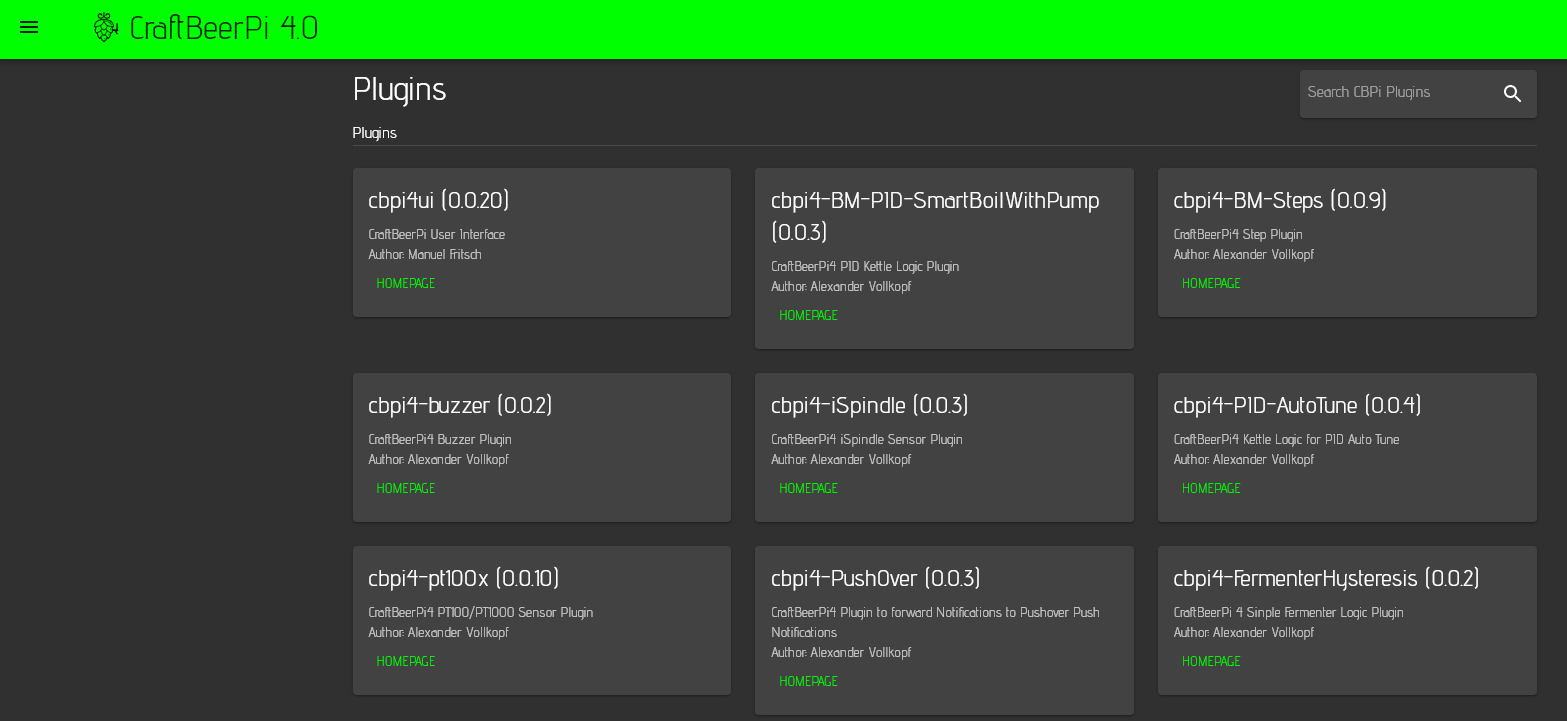 CraftBeerPi 4.0
Plugins
Search CBPi Plugins
Plugins
cbpi4ui (0.0.20)
CraftBeerPi User Interface
Author: Manuel Fritsch
HOMEPAGE
cbpi4-BM-PID-SmartBoilWithPump
(0.0.3)
CraftBeerPi4 PID Kettle Logic Plugin
Author: Alexander Vollkopf
HOMEPAGE
cbpi4-BM-Steps (0.0.9)
CraftBeerPi4 Step Plugin
Author: Alexander Vollkopf
HOMEPAGE
cbpi4-buzzer (0.0.2)
CraftBeerPi4 Buzzer Plugin
Author: Alexander Vollkopf
HOMEPAGE
cbpi4-iSpindle (0.0.3)
CraftBeerPi4 iSpindle Sensor Plugin
Author: Alexander Vollkopf
HOMEPAGE
cbpi4-PID-AutoTune (0.0.4)
CraftBeerPi4 Kettle Logic for PID Auto Tune
Author: Alexander Vollkopf
HOMEPAGE
cbpi4-pt100x (0.0.10)
CraftBeerPi4 PT100/PT1000 Sensor Plugin
Author: Alexander Vollkopf
HOMEPAGE
cbpi4-PushOver (0.0.3)
CraftBeerPi4 Plugin to forward Notifications to Pushover Push
Notifications
Author: Alexander Vollkopf
HOMEPAGE
cbpi4-FermenterHysteresis (0.0.2)
CraftBeerPi 4 Sinple Fermenter Logic Plugin
Author: Alexander Vollkopf
HOMEPAGE